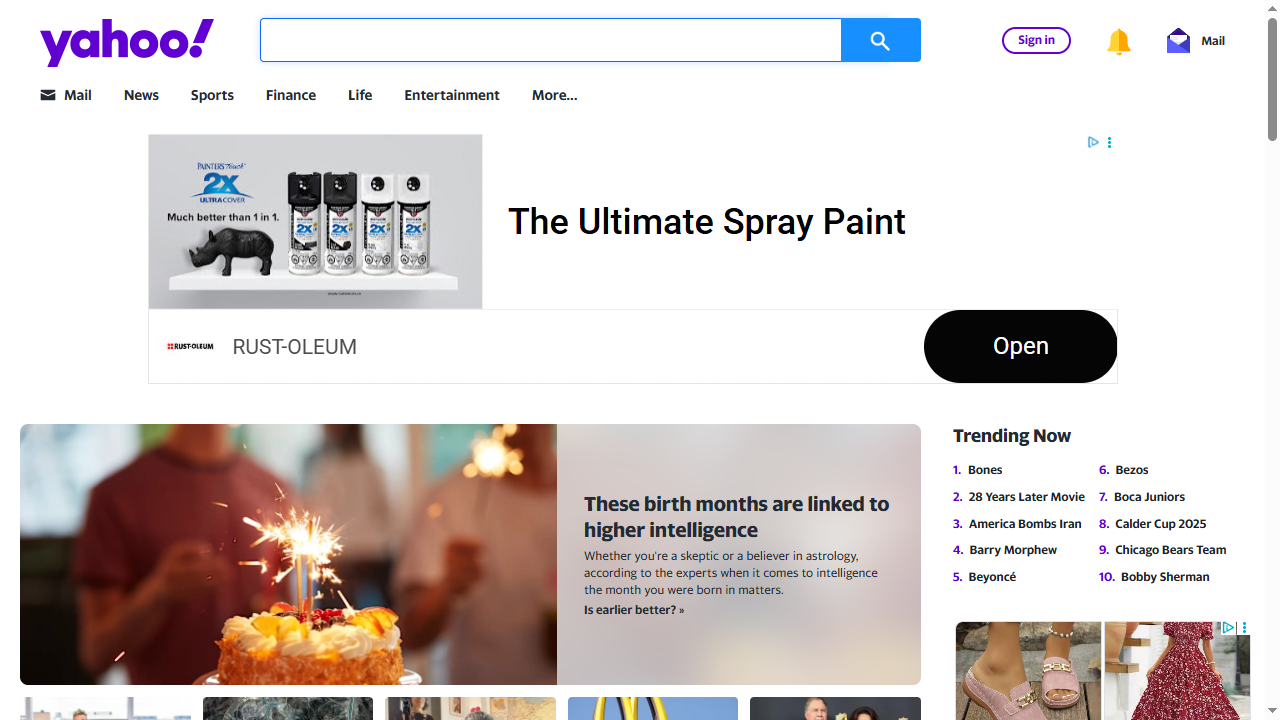 yahoo!
Sign in
Mail
Mail
News
Sports
Finance
Life
Entertainment
More...
PAINTER'S Touch
2X
ULTRA COVER
Much better than 1 in 1.
2X
2X
2X
2X
The Ultimate Spray Paint
RUST-OLEUM
RUST-OLEUM
Open
These birth months are linked to
higher intelligence
Whether you're a skeptic or a believer in astrology,
according to the experts when it comes to intelligence
the month you were born in matters.
Is earlier better? »
Trending Now
1. Bones
2. 28 Years Later Movie
3. America Bombs Iran
4. Barry Morphew
5. Beyoncé
6. Bezos
7. Boca Juniors
8. Calder Cup 2025
9. Chicago Bears Team
10. Bobby Sherman